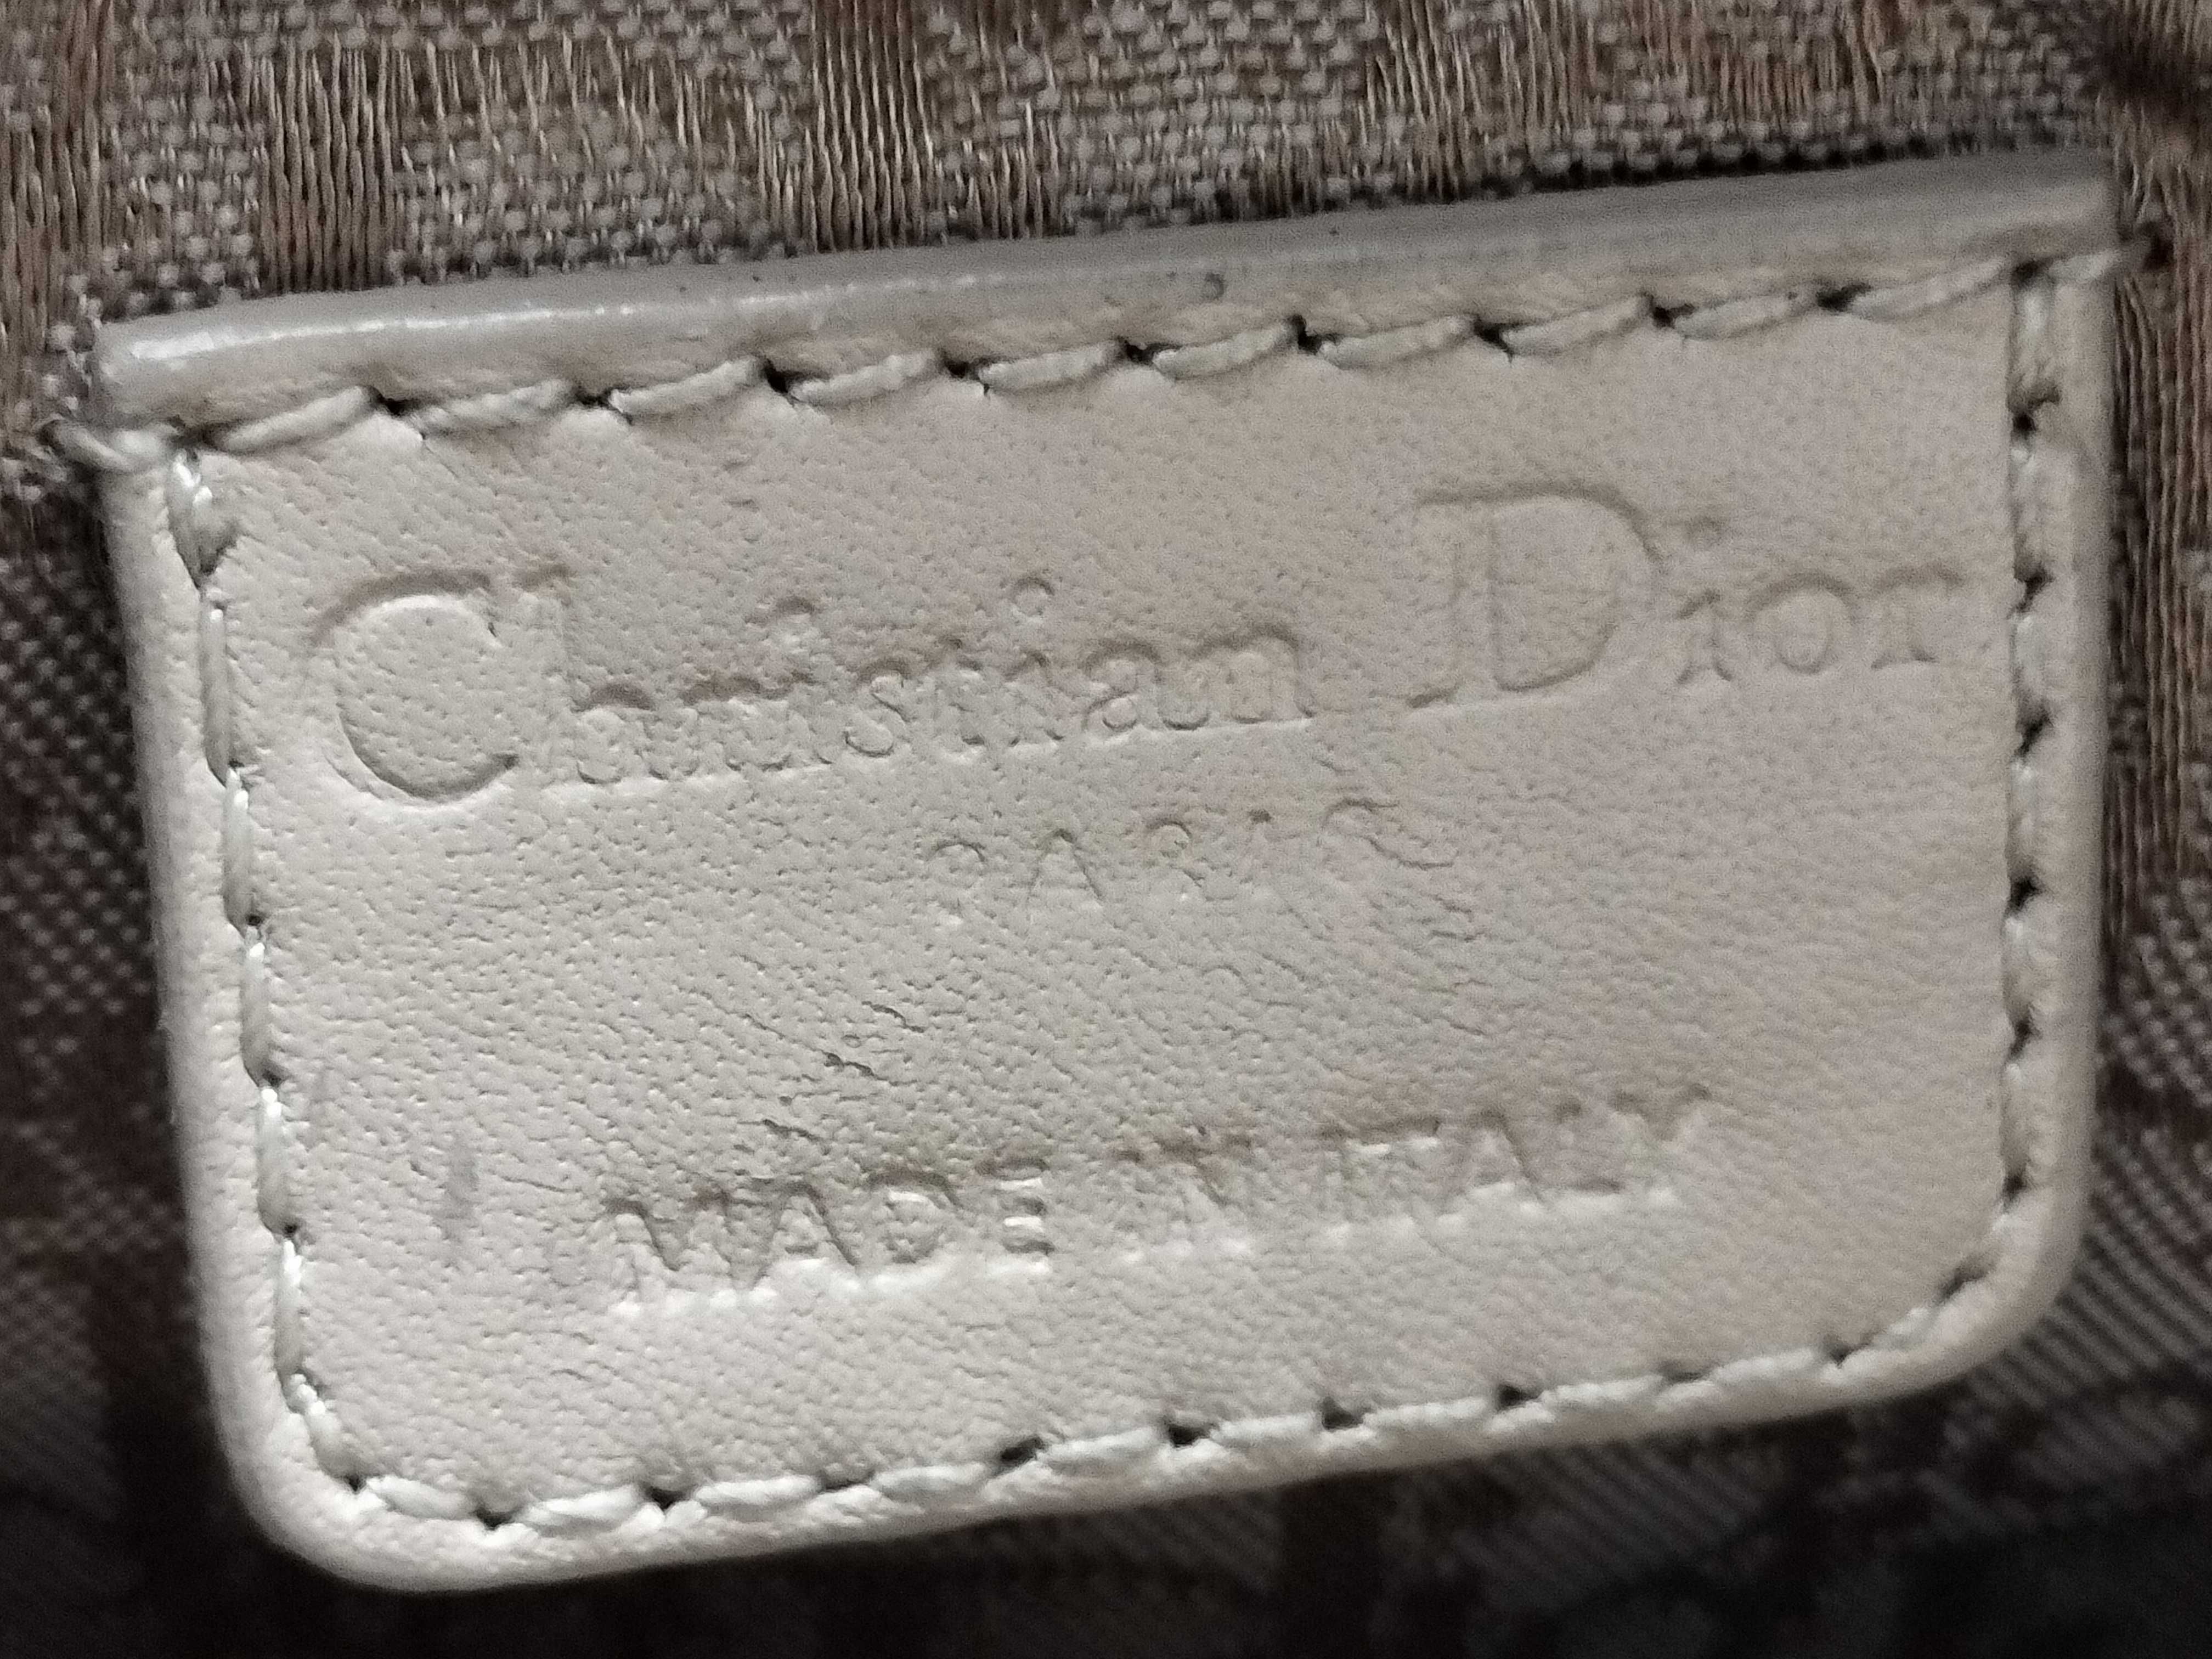 Christian Dior
PARIS
MADE IN ITALY